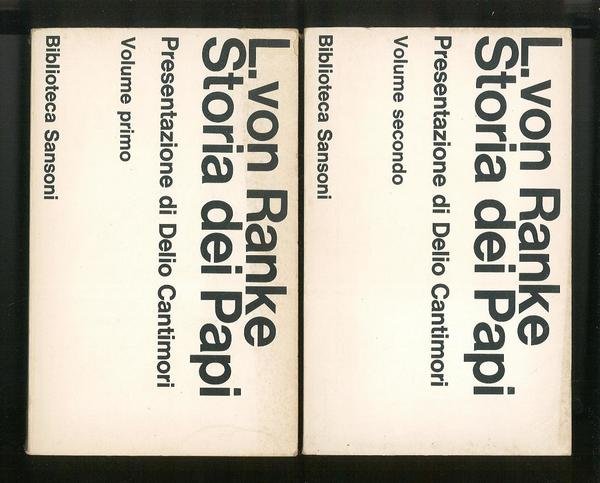 L. von Ranke
Storia dei Papi
Presentazione di Delio Cantimori
Volume primo
Biblioteca Sansoni
L. von Ranke
Storia dei Papi
Presentazione di Delio Cantimori
Volume secondo
Biblioteca Sansoni